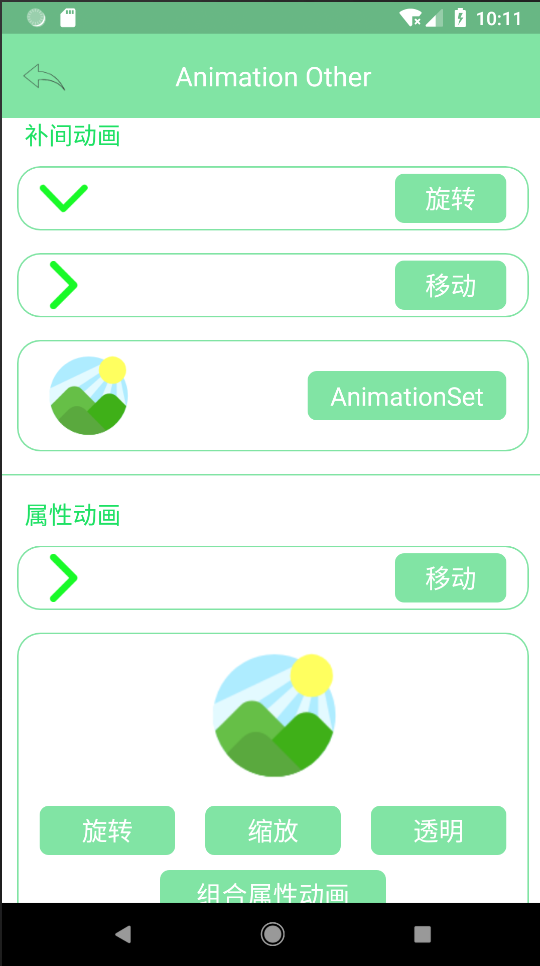 10:11
Animation Other
补间动画
旋转
移动
AnimationSet
属性动画
移动
旋转 缩放 透明
组合属性动画